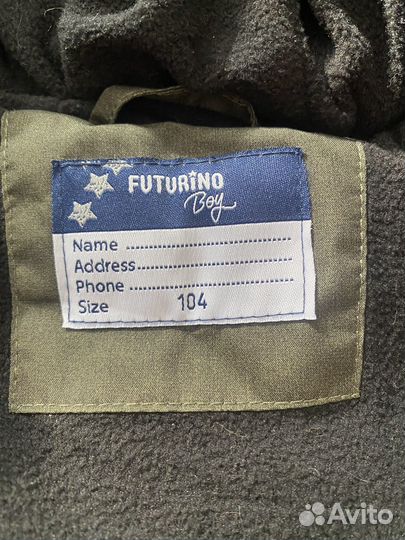 FUTURINO
Boy
Name ........................................
Address ........................................
Phone ........................................
Size 104
Avito